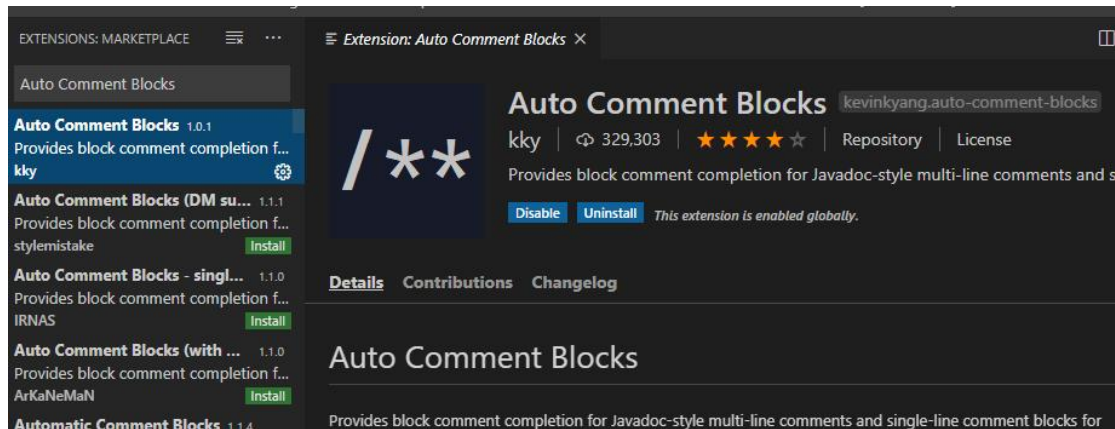 EXTENSIONS: MARKETPLACE
Auto Comment Blocks
Auto Comment Blocks 1.0.1
Provides block comment completion f...
kky
Auto Comment Blocks (DM su... 1.1.1
Provides block comment completion f...
stylemistake Install
Auto Comment Blocks - singl... 1.1.0
Provides block comment completion f...
IRNAS Install
Auto Comment Blocks (with ... 1.1.0
Provides block comment completion f...
ArKaNeMaN Install
Automatic Comment Blocks 1.1.4
Extension: Auto Comment Blocks
/**
Auto Comment Blocks kevinkyang.auto-comment-blocks
kky 329,303 Repository License
Provides block comment completion for Javadoc-style multi-line comments and s
Disable Uninstall This extension is enabled globally.
Details Contributions Changelog
Auto Comment Blocks
Provides block comment completion for Javadoc-style multi-line comments and single-line comment blocks for